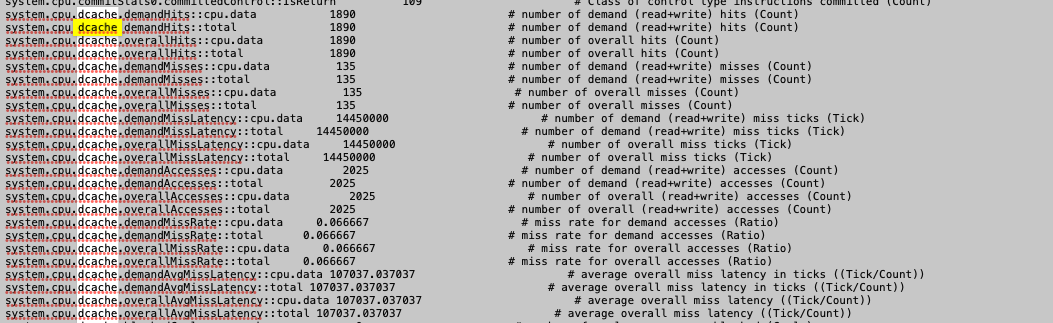 system.cpu.commitStats0.committedControl::IsReturn 109 # Class of control type instructions committed (Count)
system.cpu.dcache.demandHits::cpu.data 1890 # number of demand (read+write) hits (Count)
system.cpu.dcache.demandHits::total 1890 # number of demand (read+write) hits (Count)
system.cpu.dcache.overallHits::cpu.data 1890 # number of overall hits (Count)
system.cpu.dcache.overallHits::total 1890 # number of overall hits (Count)
system.cpu.dcache.demandMisses::cpu.data 135 # number of demand (read+write) misses (Count)
system.cpu.dcache.demandMisses::total 135 # number of demand (read+write) misses (Count)
system.cpu.dcache.overallMisses::cpu.data 135 # number of overall misses (Count)
system.cpu.dcache.overallMisses::total 135 # number of overall misses (Count)
system.cpu.dcache.demandMissLatency::cpu.data 14450000 # number of demand (read+write) miss ticks (Tick)
system.cpu.dcache.demandMissLatency::total 14450000 # number of demand (read+write) miss ticks (Tick)
system.cpu.dcache.overallMissLatency::cpu.data 14450000 # number of overall miss ticks (Tick)
system.cpu.dcache.overallMissLatency::total 14450000 # number of overall miss ticks (Tick)
system.cpu.dcache.demandAccesses::cpu.data 2025 # number of demand (read+write) accesses (Count)
system.cpu.dcache.demandAccesses::total 2025 # number of demand (read+write) accesses (Count)
system.cpu.dcache.overallAccesses::cpu.data 2025 # number of overall (read+write) accesses (Count)
system.cpu.dcache.overallAccesses::total 2025 # number of overall (read+write) accesses (Count)
system.cpu.dcache.demandMissRate::cpu.data 0.066667 # miss rate for demand accesses (Ratio)
system.cpu.dcache.demandMissRate::total 0.066667 # miss rate for demand accesses (Ratio)
system.cpu.dcache.overallMissRate::cpu.data 0.066667 # miss rate for overall accesses (Ratio)
system.cpu.dcache.overallMissRate::total 0.066667 # miss rate for overall accesses (Ratio)
system.cpu.dcache.demandAvgMissLatency::cpu.data 107037.037037 # average overall miss latency in ticks ((Tick/Count))
system.cpu.dcache.demandAvgMissLatency::total 107037.037037 # average overall miss latency in ticks ((Tick/Count))
system.cpu.dcache.overallAvgMissLatency::cpu.data 107037.037037 # average overall miss latency ((Tick/Count))
system.cpu.dcache.overallAvgMissLatency::total 107037.037037 # average overall miss latency ((Tick/Count))